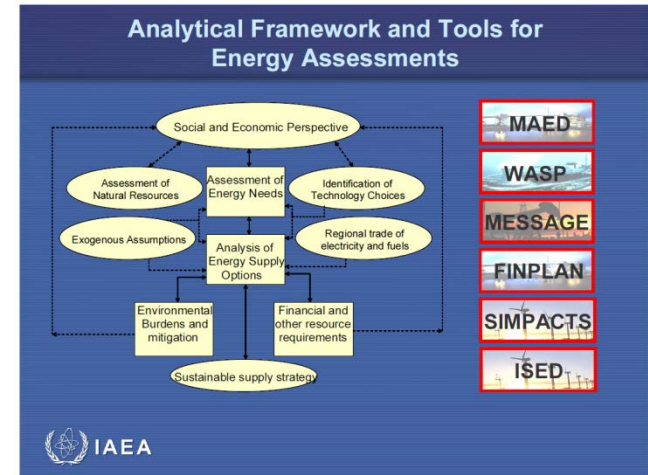 Analytical Framework and Tools for
Energy Assessments
Social and Economic Perspective
Assessment of
Natural Resources
Assessment of
Energy Needs
Identification of
Technology Choices
Exogenous Assumptions
Analysis of
Energy Supply
Options
Regional trade of
electricity and fuels
Environmental
Burdens and
mitigation
Financial and
other resource
requirements
Sustainable supply strategy
MAED
WASP
MESSAGE
FINPLAN
SIMPACTS
ISED
IAEA